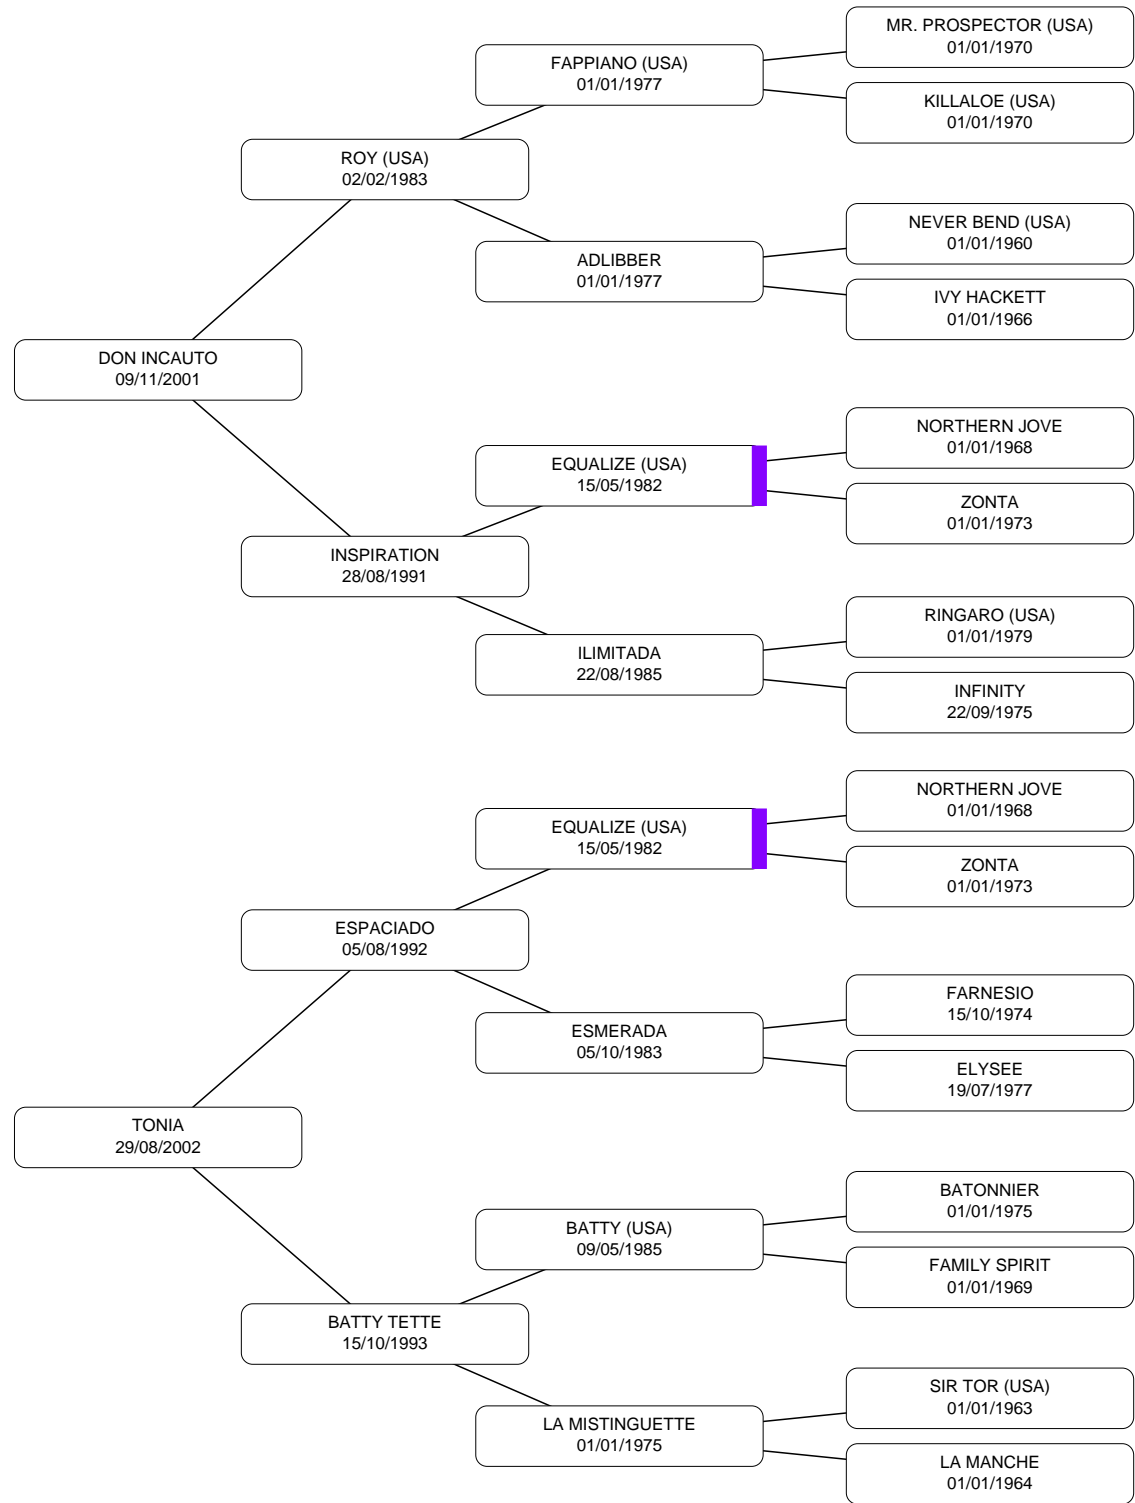 MR. PROSPECTOR (USA)
01/01/1970
FAPPIANO (USA)
01/01/1977
KILLALOE (USA)
01/01/1970
ROY (USA)
02/02/1983
NEVER BEND (USA)
01/01/1960
ADLIBBER
01/01/1977
IVY HACKETT
01/01/1966
DON INCAUTO
09/11/2001
NORTHERN JOVE
01/01/1968
EQUALIZE (USA)
15/05/1982
ZONTA
01/01/1973
INSPIRATION
28/08/1991
RINGARO (USA)
01/01/1979
ILIMITADA
22/08/1985
INFINITY
22/09/1975
NORTHERN JOVE
01/01/1968
EQUALIZE (USA)
15/05/1982
ZONTA
01/01/1973
ESPACIADO
05/08/1992
FARNESIO
15/10/1974
ESMERADA
05/10/1983
ELYSEE
19/07/1977
TONIA
29/08/2002
BATONNIER
01/01/1975
BATTY (USA)
09/05/1985
FAMILY SPIRIT
01/01/1969
BATTY TETTE
15/10/1993
SIR TOR (USA)
01/01/1963
LA MISTINGUETTE
01/01/1975
LA MANCHE
01/01/1964